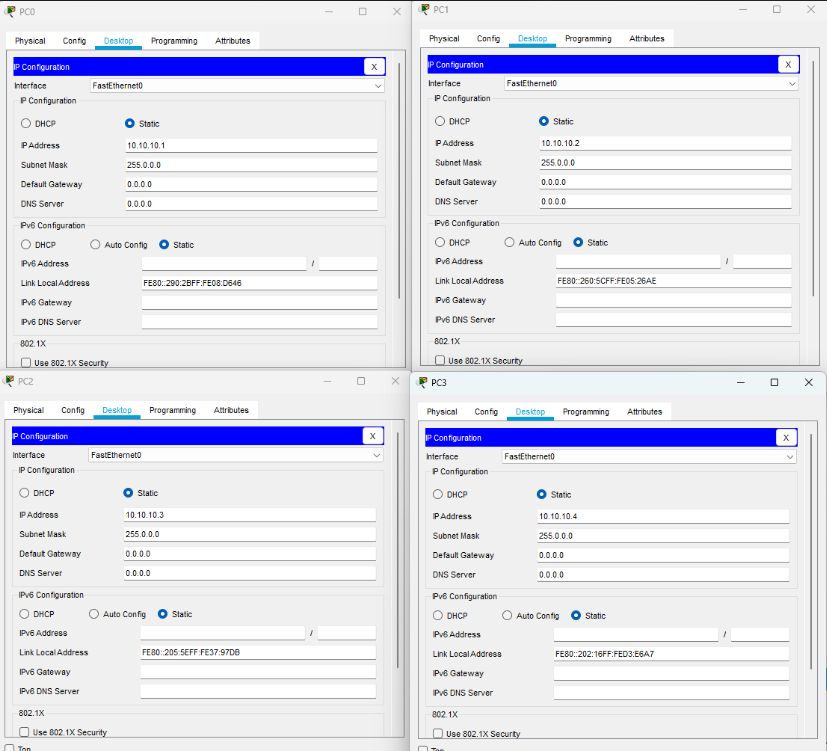 PC0
Physical Config Desktop Programming Attributes
IP Configuration X
Interface FastEthernet0
IP Configuration
DHCP Static
IP Address 10.10.10.1
Subnet Mask 255.0.0.0
Default Gateway 0.0.0.0
DNS Server 0.0.0.0
IPv6 Configuration
DHCP Auto Config Static
IPv6 Address /
Link Local Address FE80::290:2BFF:FE08:D646
IPv6 Gateway
IPv6 DNS Server
802.1X
Use 802.1X Security
PC1
Physical Config Desktop Programming Attributes
IP Configuration X
Interface FastEthernet0
IP Configuration
DHCP Static
IP Address 10.10.10.2
Subnet Mask 255.0.0.0
Default Gateway 0.0.0.0
DNS Server 0.0.0.0
IPv6 Configuration
DHCP Auto Config Static
IPv6 Address /
Link Local Address FE80::260:5CFF:FE05:26AE
IPv6 Gateway
IPv6 DNS Server
802.1X
Use 802.1X Security
PC2
Physical Config Desktop Programming Attributes
IP Configuration X
Interface FastEthernet0
IP Configuration
DHCP Static
IP Address 10.10.10.3
Subnet Mask 255.0.0.0
Default Gateway 0.0.0.0
DNS Server 0.0.0.0
IPv6 Configuration
DHCP Auto Config Static
IPv6 Address /
Link Local Address FE80::205:5EFF:FE37:97DB
IPv6 Gateway
IPv6 DNS Server
802.1X
Use 802.1X Security
Top
PC3
Physical Config Desktop Programming Attributes
IP Configuration X
Interface FastEthernet0
IP Configuration
DHCP Static
IP Address 10.10.10.4
Subnet Mask 255.0.0.0
Default Gateway 0.0.0.0
DNS Server 0.0.0.0
IPv6 Configuration
DHCP Auto Config Static
IPv6 Address /
Link Local Address FE80::202:16FF:FED3:E6A7
IPv6 Gateway
IPv6 DNS Server
802.1X
Use 802.1X Security
Top